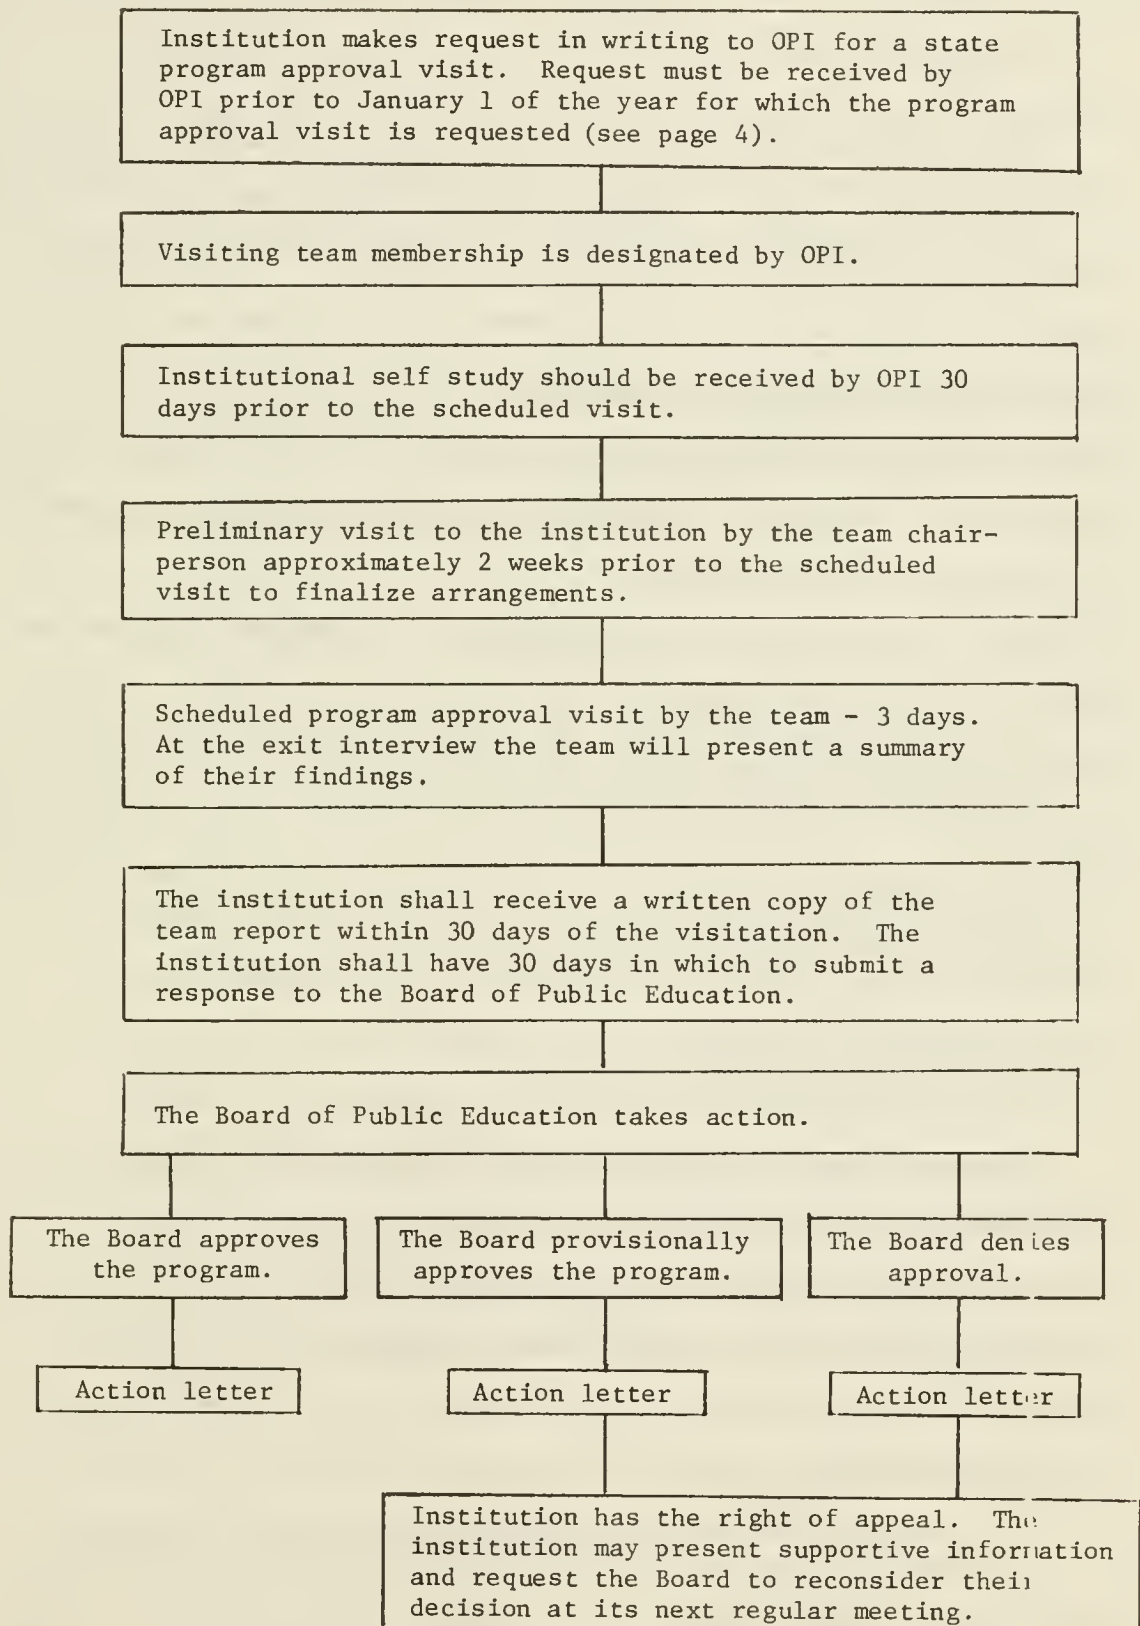 Institution makes request in writing to OPI for a state
program approval visit. Request must be received by
OPI prior to January 1 of the year for which the program
approval visit is requested (see page 4).
Visiting team membership is designated by OPI.
Institutional self study should be received by OPI 30
days prior to the scheduled visit.
Preliminary visit to the institution by the team chair-
person approximately 2 weeks prior to the scheduled
visit to finalize arrangements.
Scheduled program approval visit by the team - 3 days.
At the exit interview the team will present a summary
of their findings.
The institution shall receive a written copy of the
team report within 30 days of the visitation. The
institution shall have 30 days in which to submit a
response to the Board of Public Education.
The Board of Public Education takes action.
The Board approves
the program.
The Board provisionally
approves the program.
The Board denies
approval.
Action letter
Action letter
Action letter
Institution has the right of appeal. The
institution may present supportive information
and request the Board to reconsider their
decision at its next regular meeting.